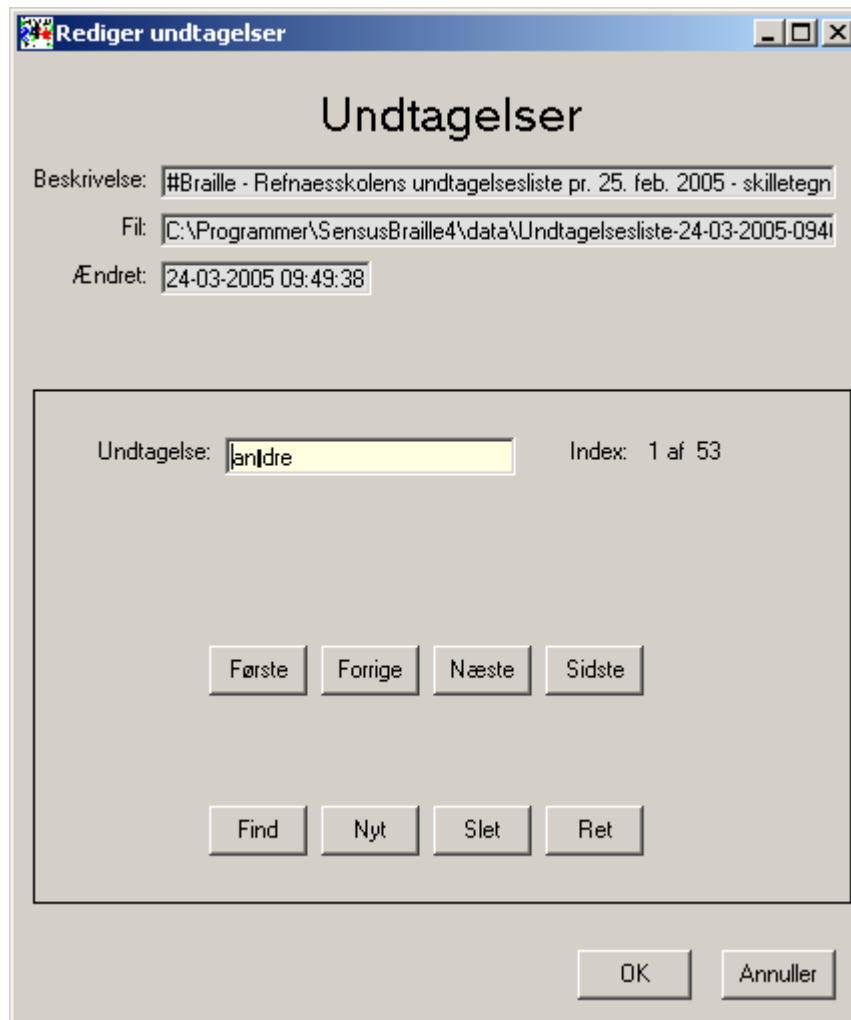 Rediger undtagelser
Undtagelser
Beskrivelse: #Braille - Refnaesskolens undtagelsesliste pr. 25. feb. 2005 - skilletegn
Fil: C:\Programmer\SensusBraille4\data\Undtagelsesliste-24-03-2005-094
Ændret: 24-03-2005 09:49:38
Undtagelse: an|dre Index: 1 af 53
Første Forrige Næste Sidste
Find Nyt Slet Ret
OK Annuller